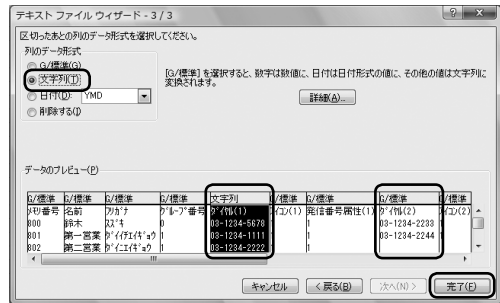 テキスト ファイル ウィザード - 3 / 3
区切ったあとの列のデータ形式を選択してください。
列のデータ形式
G/標準(G)
文字列(T)
日付(D): YMD
削除する(I)
[G/標準] を選択すると、数字は数値に、日付は日付形式の値に、その他の値は文字列に変換されます。
詳細(A)...
データのプレビュー(P)
G/標準 G/標準 G/標準 G/標準 文字列 G/標準 G/標準 G/標準 G/標準
メモリ番号 名前 フリガナ グループ番号 ダイヤル(1) アイコン(1) 発信番号属性(1) ダイヤル(2) アイコン(2)
800 鈴木 スズキ 0 03-1234-5678 1 1 03-1234-2233 1
801 第一営業 ダイイチエイギョウ 1 03-1234-1111 1 1 03-1234-2244 1
802 第二営業 ダイニエイギョウ 1 03-1234-2222 1 1
キャンセル < 戻る(B) 次へ(N) > 完了(F)